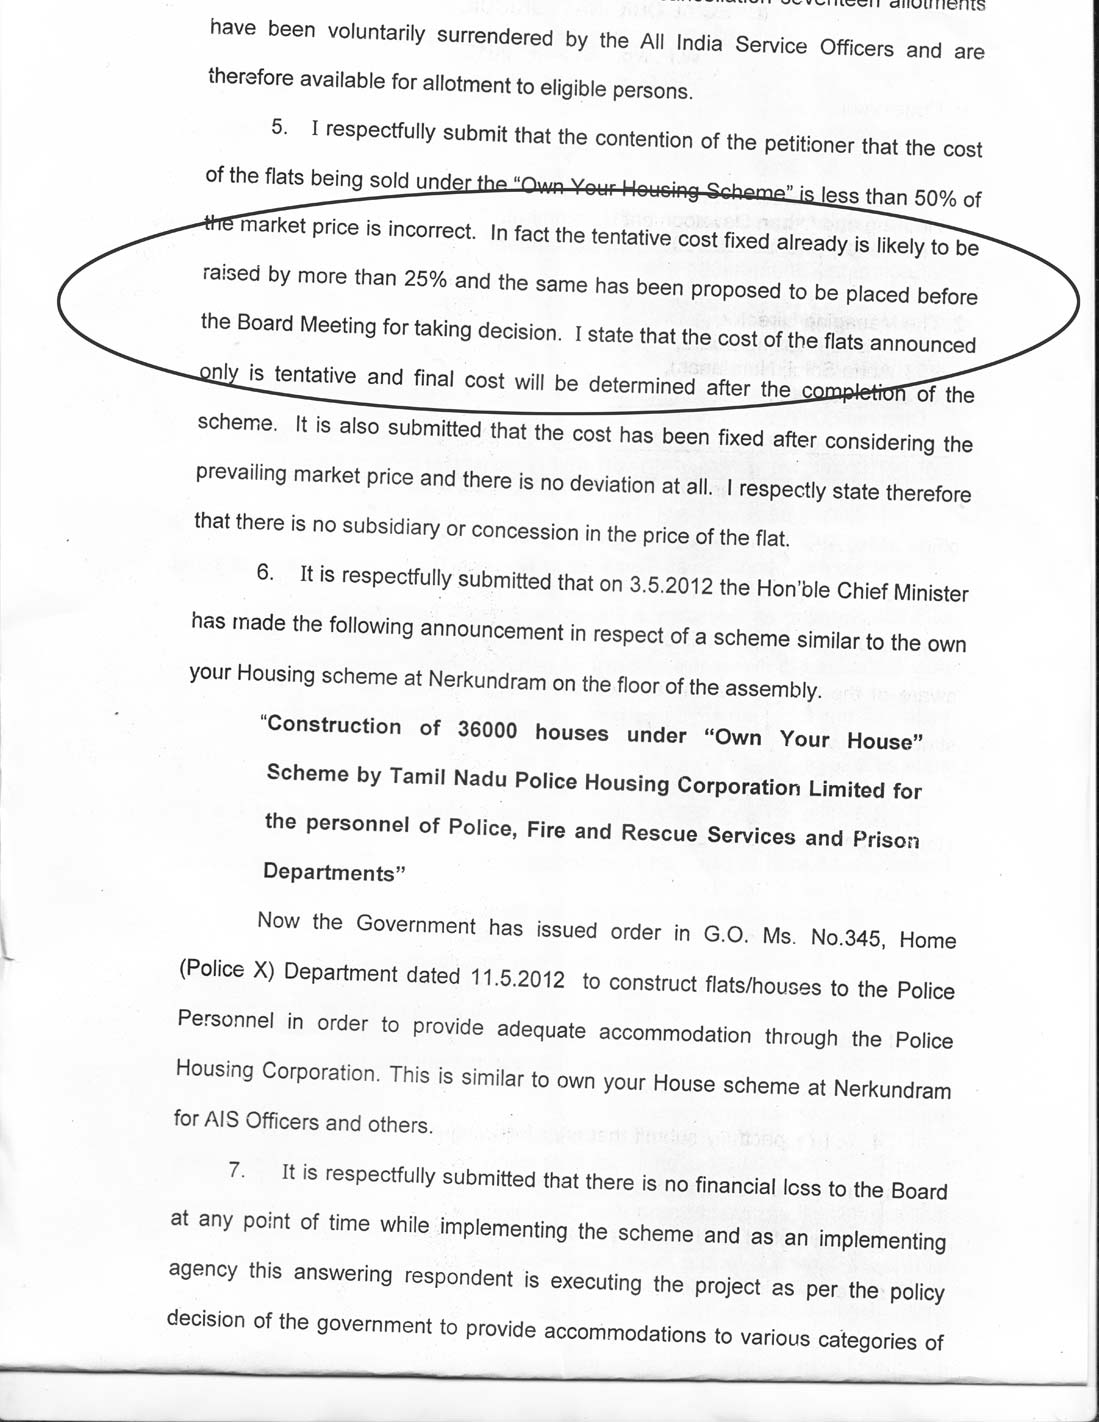 seventeen allotments
have been voluntarily surrendered by the All India Service Officers and are
therefore available for allotment to eligible persons.
5. I respectfully submit that the contention of the petitioner that the cost
of the flats being sold under the “Own Your Housing Scheme” is less than 50% of
the market price is incorrect. In fact the tentative cost fixed already is likely to be
raised by more than 25% and the same has been proposed to be placed before
the Board Meeting for taking decision. I state that the cost of the flats announced
only is tentative and final cost will be determined after the completion of the
scheme. It is also submitted that the cost has been fixed after considering the
prevailing market price and there is no deviation at all. I respectly state therefore
that there is no subsidiary or concession in the price of the flat.
6. It is respectfully submitted that on 3.5.2012 the Hon’ble Chief Minister
has made the following announcement in respect of a scheme similar to the own
your Housing scheme at Nerkundram on the floor of the assembly.
“Construction of 36000 houses under “Own Your House”
Scheme by Tamil Nadu Police Housing Corporation Limited for
the personnel of Police, Fire and Rescue Services and Prison
Departments”
Now the Government has issued order in G.O. Ms. No.345, Home
(Police X) Department dated 11.5.2012 to construct flats/houses to the Police
Personnel in order to provide adequate accommodation through the Police
Housing Corporation. This is similar to own your House scheme at Nerkundram
for AIS Officers and others.
7. It is respectfully submitted that there is no financial loss to the Board
at any point of time while implementing the scheme and as an implementing
agency this answering respondent is executing the project as per the policy
decision of the government to provide accommodations to various categories of